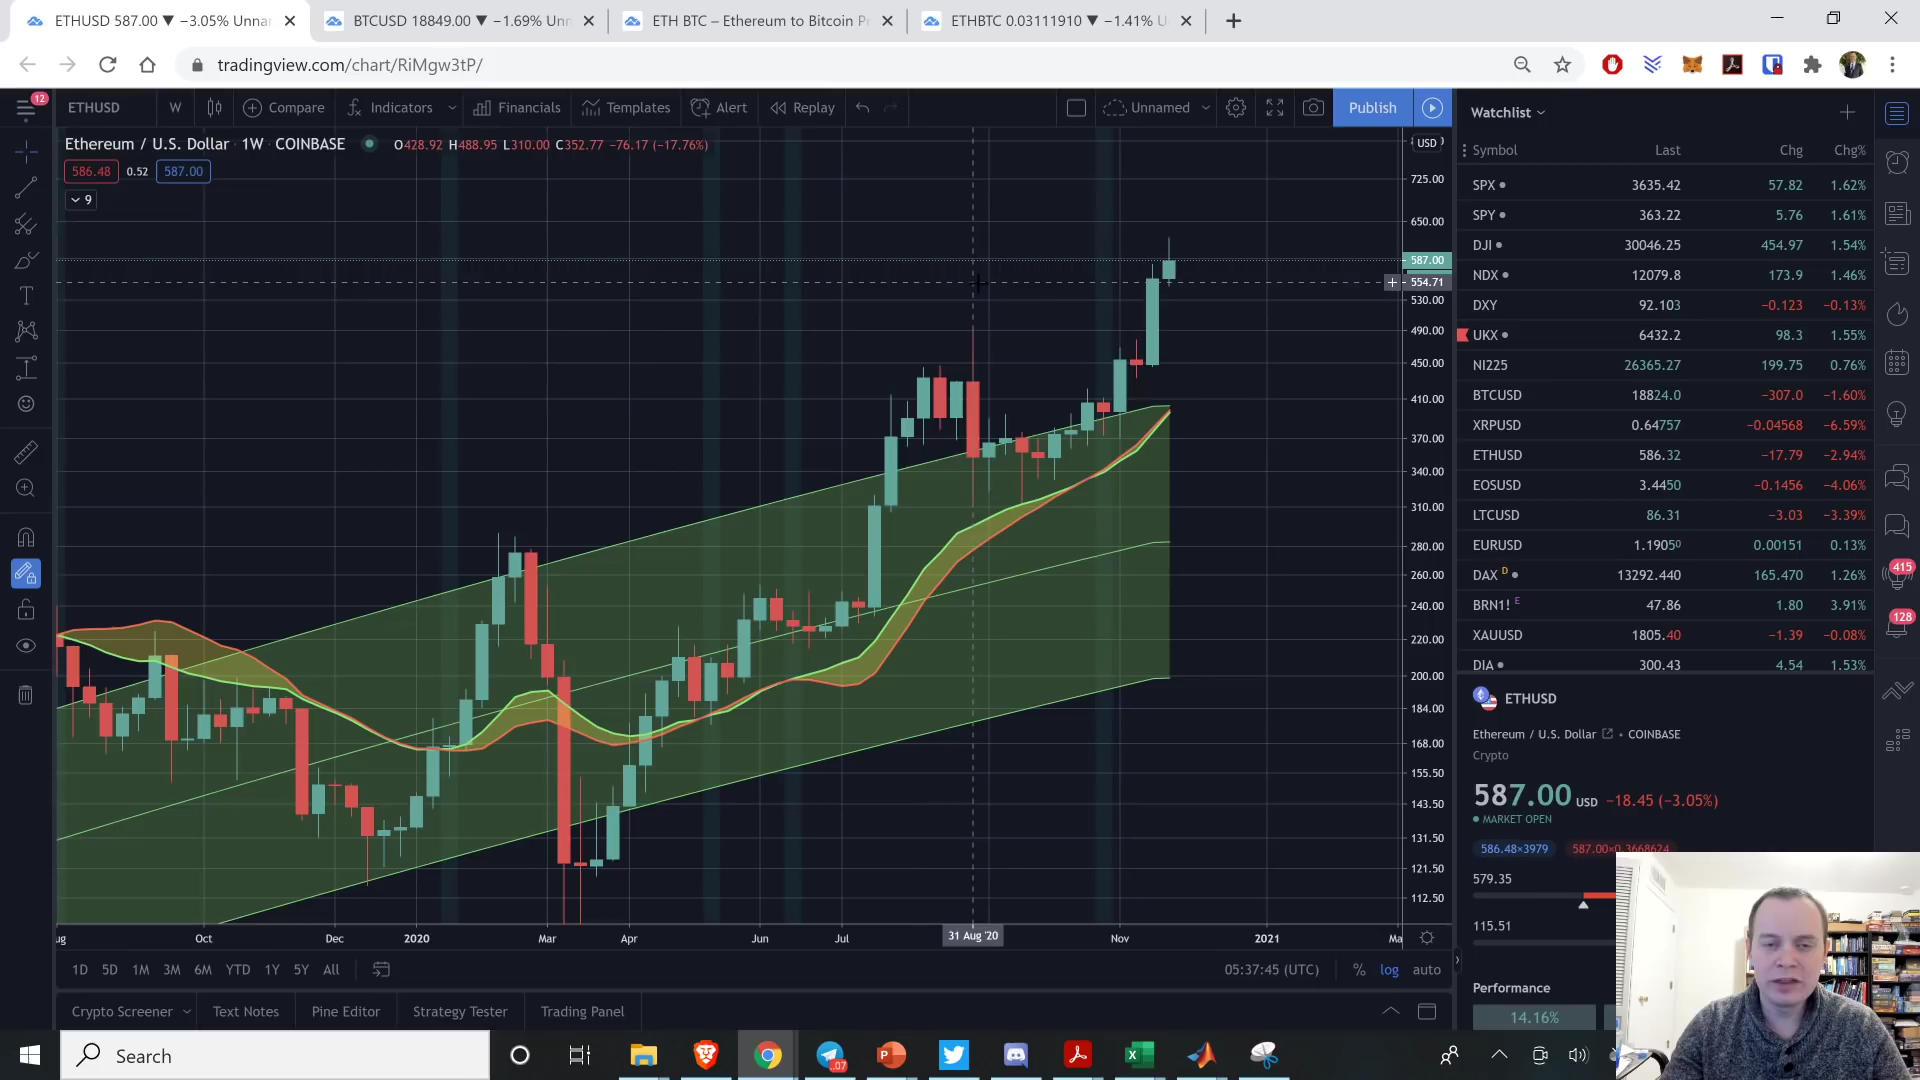 ETHUSD 587.00 ▼ −3.05% Unnar
BTCUSD 18849.00 ▼ −1.69% Unn
ETH BTC – Ethereum to Bitcoin Pr
ETHBTC 0.03111910 ▼ −1.41% U
tradingview.com/chart/RiMgw3tP/
12
ETHUSD W Compare Indicators Financials Templates Alert Replay Unnamed Publish
Ethereum / U.S. Dollar · 1W · COINBASE O428.92 H488.95 L310.00 C352.77 −76.17 (−17.76%)
586.48 0.52 587.00
9
USD
725.00
650.00
587.00
554.71
530.00
490.00
450.00
410.00
370.00
340.00
310.00
280.00
260.00
240.00
220.00
200.00
184.00
168.00
155.50
143.50
131.50
121.50
112.50
ug Oct Dec 2020 Mar Apr Jun Jul 31 Aug '20 Nov 2021 Ma
1D 5D 1M 3M 6M YTD 1Y 5Y All 05:37:45 (UTC) % log auto
Crypto Screener Text Notes Pine Editor Strategy Tester Trading Panel
Watchlist
Symbol Last Chg Chg%
SPX 3635.42 57.82 1.62%
SPY 363.22 5.76 1.61%
DJI 30046.25 454.97 1.54%
NDX 12079.8 173.9 1.46%
DXY 92.103 −0.123 −0.13%
UKX 6432.2 98.3 1.55%
NI225 26365.27 199.75 0.76%
BTCUSD 18824.0 −307.0 −1.60%
XRPUSD 0.64757 −0.04568 −6.59%
ETHUSD 586.32 −17.79 −2.94%
EOSUSD 3.4450 −0.1456 −4.06%
LTCUSD 86.31 −3.03 −3.39%
EURUSD 1.19050 0.00151 0.13%
DAX D 13292.440 165.470 1.26%
BRN1! E 47.86 1.80 3.91%
XAUUSD 1805.40 −1.39 −0.08%
DIA 300.43 4.54 1.53%
415
128
ETHUSD
Ethereum / U.S. Dollar • COINBASE
Crypto
587.00 USD −18.45 (−3.05%)
MARKET OPEN
586.48×3979 587.00×0.3668624
579.35
115.51
Performance
14.16%
Search
.07